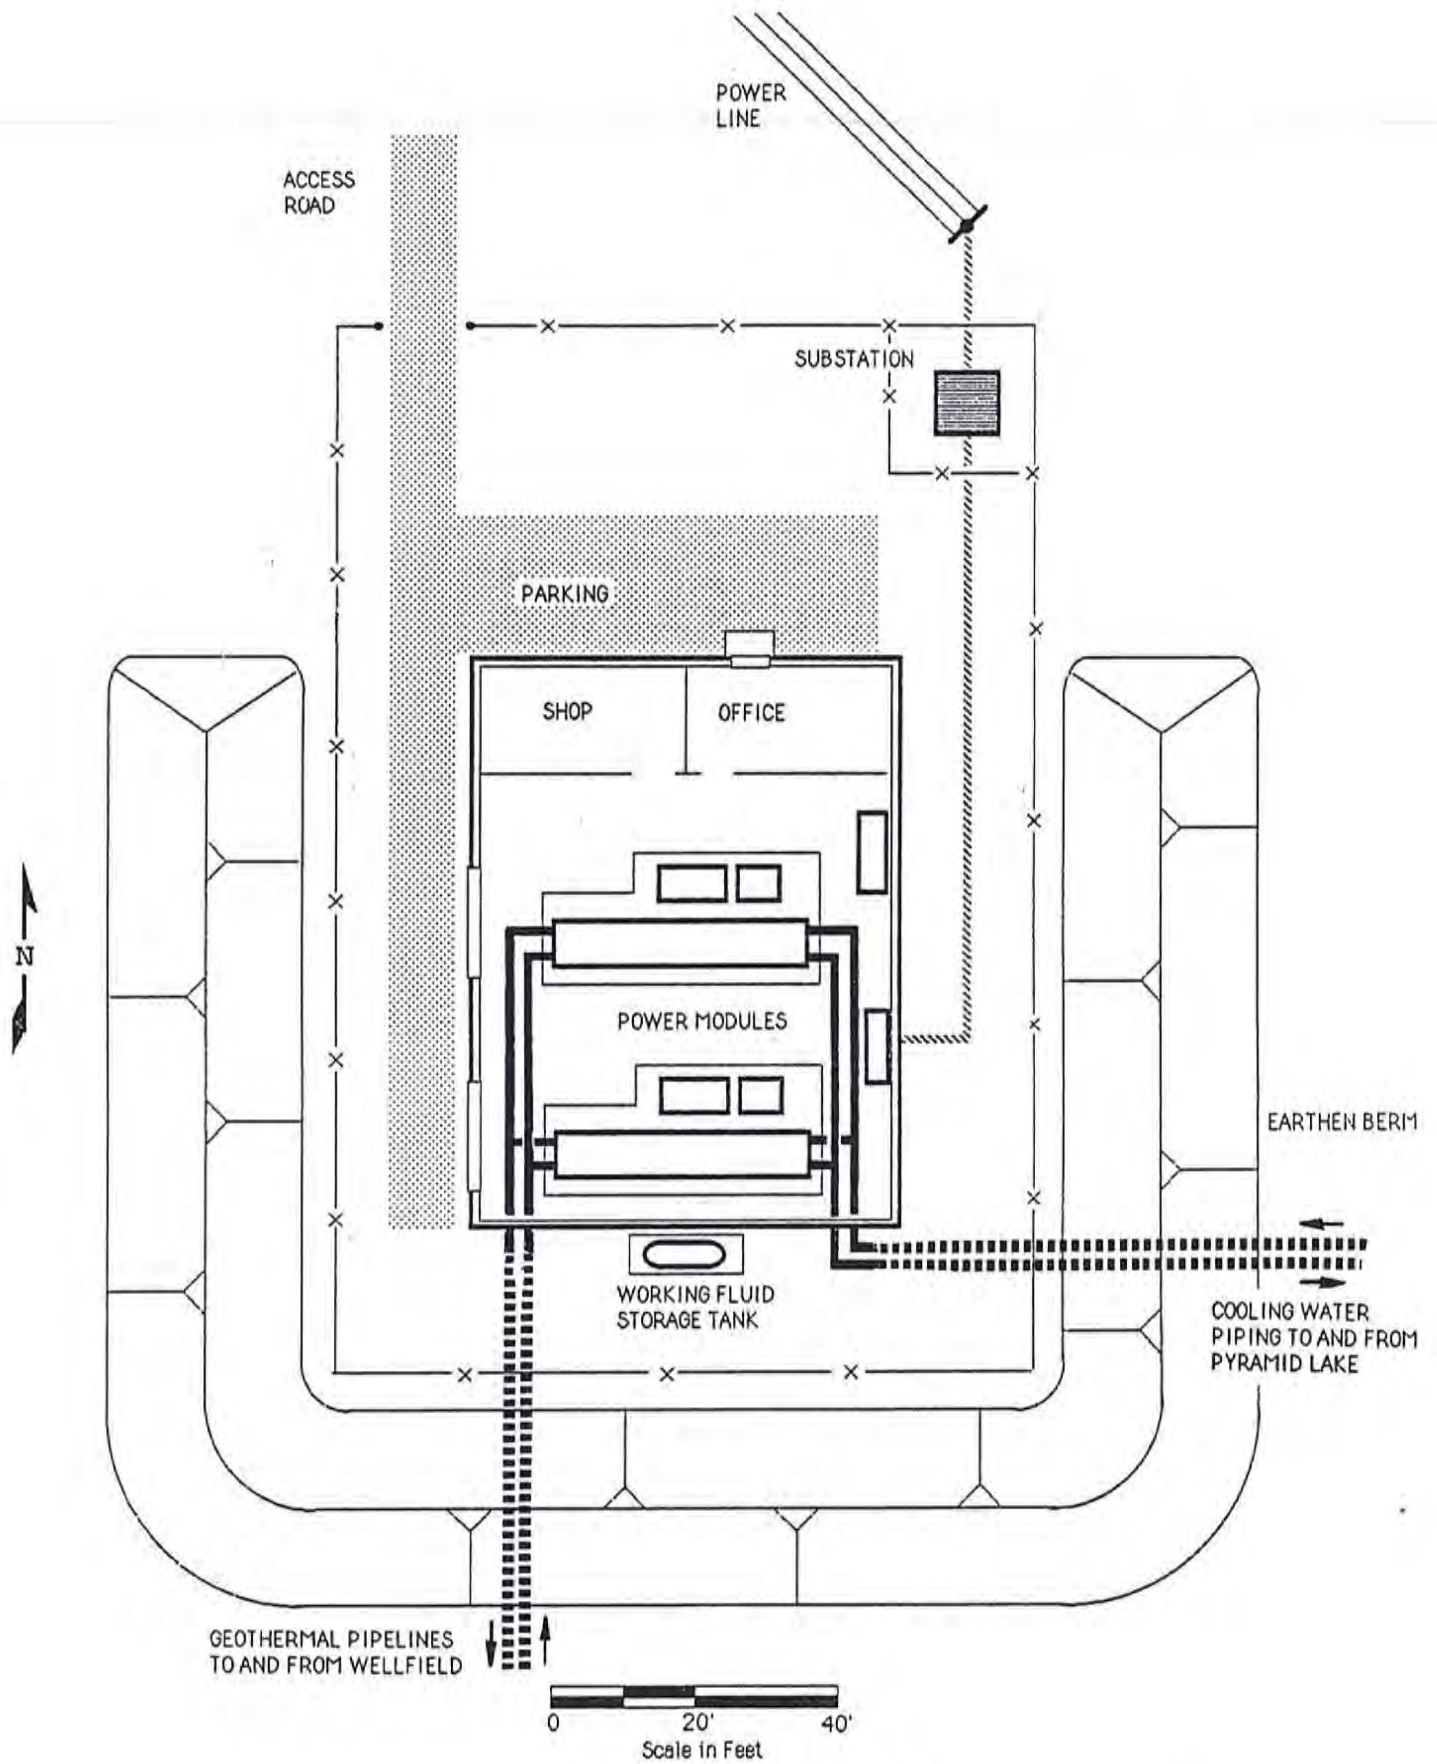 POWER
LINE
ACCESS
ROAD
SUBSTATION
PARKING
SHOP
OFFICE
N
POWER MODULES
EARTHEN BERM
WORKING FLUID
STORAGE TANK
COOLING WATER
PIPING TO AND FROM
PYRAMID LAKE
GEOTHERMAL PIPELINES
TO AND FROM WELLFIELD
0 20' 40'
Scale in Feet